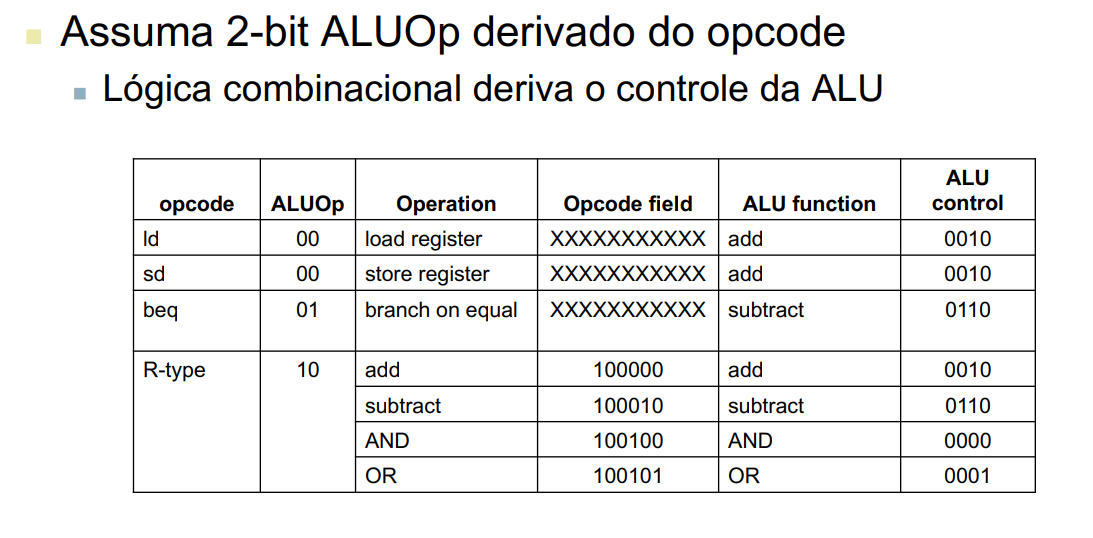 Assuma 2-bit ALUOp derivado do opcode
Lógica combinacional deriva o controle da ALU
opcode ALUOp Operation Opcode field ALU function ALU control
ld 00 load register XXXXXXXXXXX add 0010
sd 00 store register XXXXXXXXXXX add 0010
beq 01 branch on equal XXXXXXXXXXX subtract 0110
R-type 10 add 100000 add 0010
subtract 100010 subtract 0110
AND 100100 AND 0000
OR 100101 OR 0001